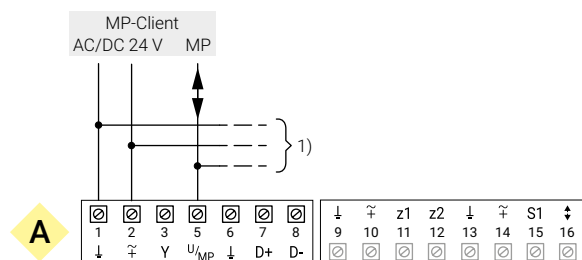 MP-Client
AC/DC 24 V MP
1)
A
1 2 3 5 6 7 8
⏚ ~̟ Y U/MP ⏚ D+ D-
⏚ ~̟ z1 z2 ⏚ ~̟ S1 ⬍
9 10 11 12 13 14 15 16